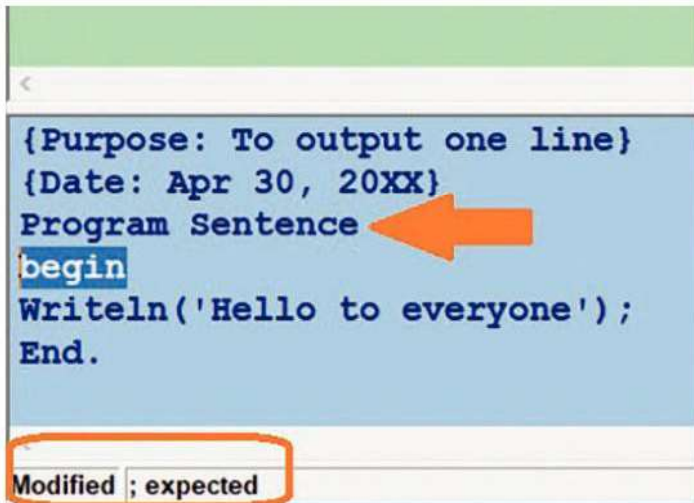 {Purpose: To output one line}
{Date: Apr 30, 20XX}
Program Sentence
begin
Writeln('Hello to everyone');
End.
Modified ; expected